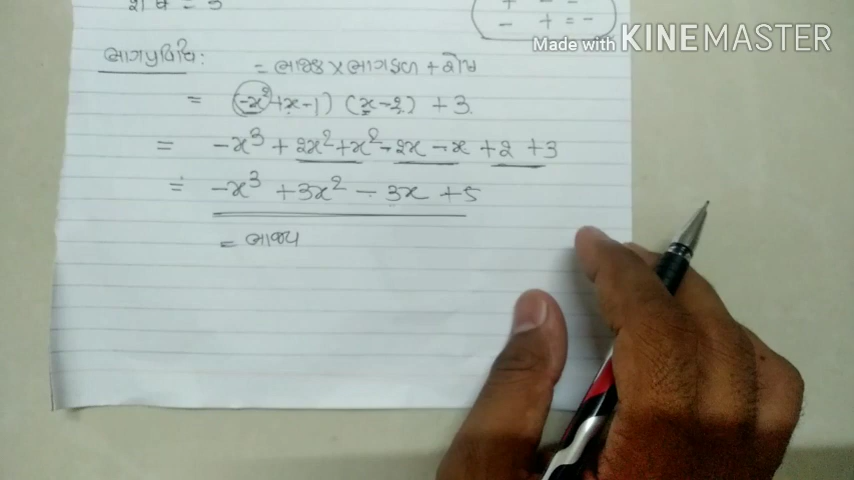 શેષ = 3
+ - = -
- + = -
Made with KINEMASTER
ભાગપ્રવિધિ:
= ભાજક × ભાગફળ + શેષ
= (-x²+x-1) (x-2) + 3
= -x³ + 2x²+x² - 2x - x + 2 + 3
= -x³ + 3x² - 3x + 5
= ભાજ્ય